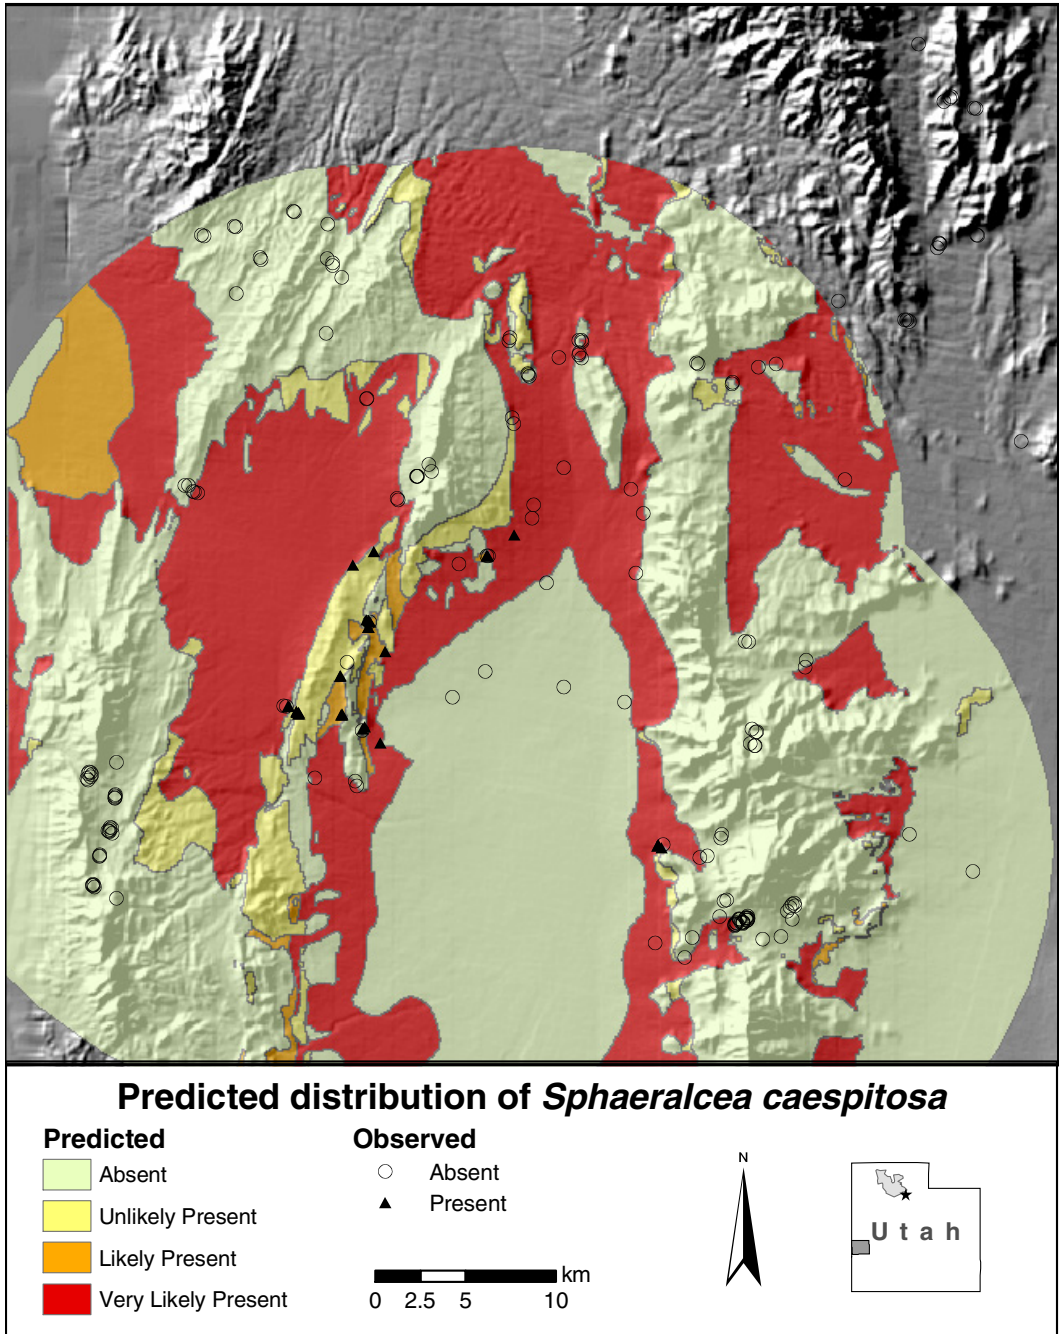 Predicted distribution of Sphaeralcea caespitosa
Predicted
Absent
Unlikely Present
Likely Present
Very Likely Present
Observed
Absent
Present
km
0 2.5 5 10
N
Utah